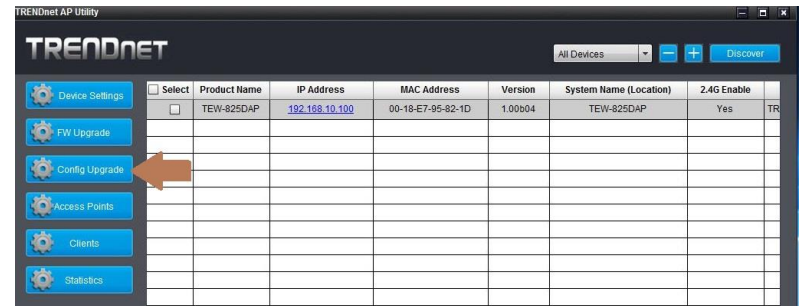 TRENDnet AP Utility
TRENDnet
All Devices
Discover
Device Settings
FW Upgrade
Config Upgrade
Access Points
Clients
Statistics
Select Product Name IP Address MAC Address Version System Name (Location) 2.4G Enable
TEW-825DAP 192.168.10.100 00-18-E7-95-82-1D 1.00b04 TEW-825DAP Yes TR